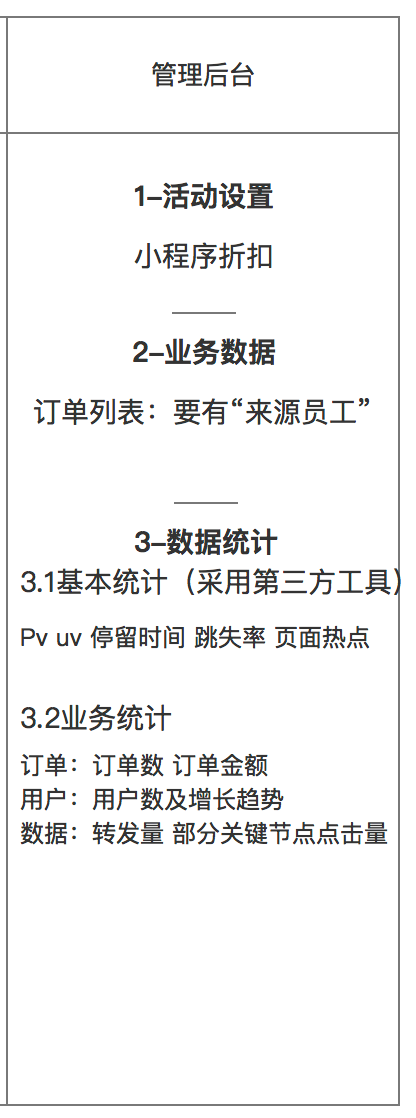 管理后台
1-活动设置
小程序折扣
2-业务数据
订单列表：要有“来源员工”
3-数据统计
3.1基本统计（采用第三方工具）
Pv uv 停留时间 跳失率 页面热点
3.2业务统计
订单：订单数 订单金额
用户：用户数及增长趋势
数据：转发量 部分关键节点点击量